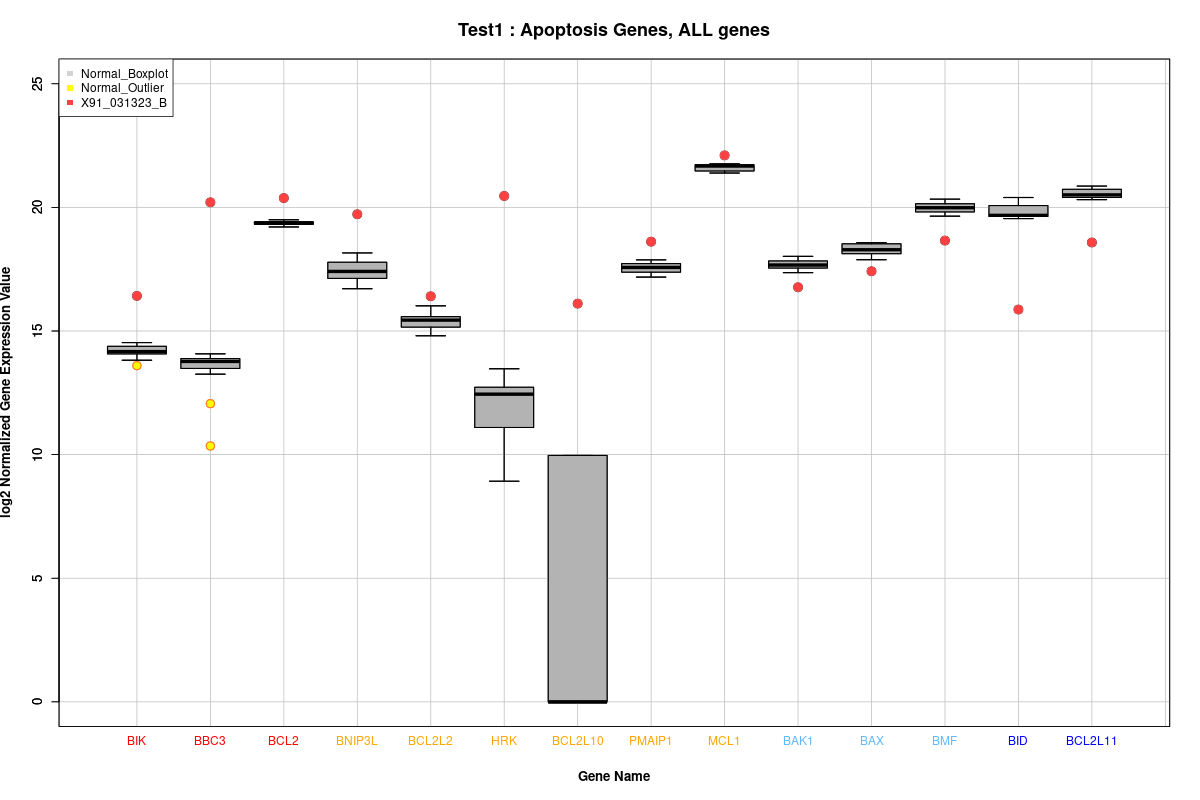 Test1 : Apoptosis Genes, ALL genes
Normal_Boxplot
Normal_Outlier
X91_031323_B
log2 Normalized Gene Expression Value
25
20
15
10
5
0
BIK BBC3 BCL2 BNIP3L BCL2L2 HRK BCL2L10 PMAIP1 MCL1 BAK1 BAX BMF BID BCL2L11
Gene Name